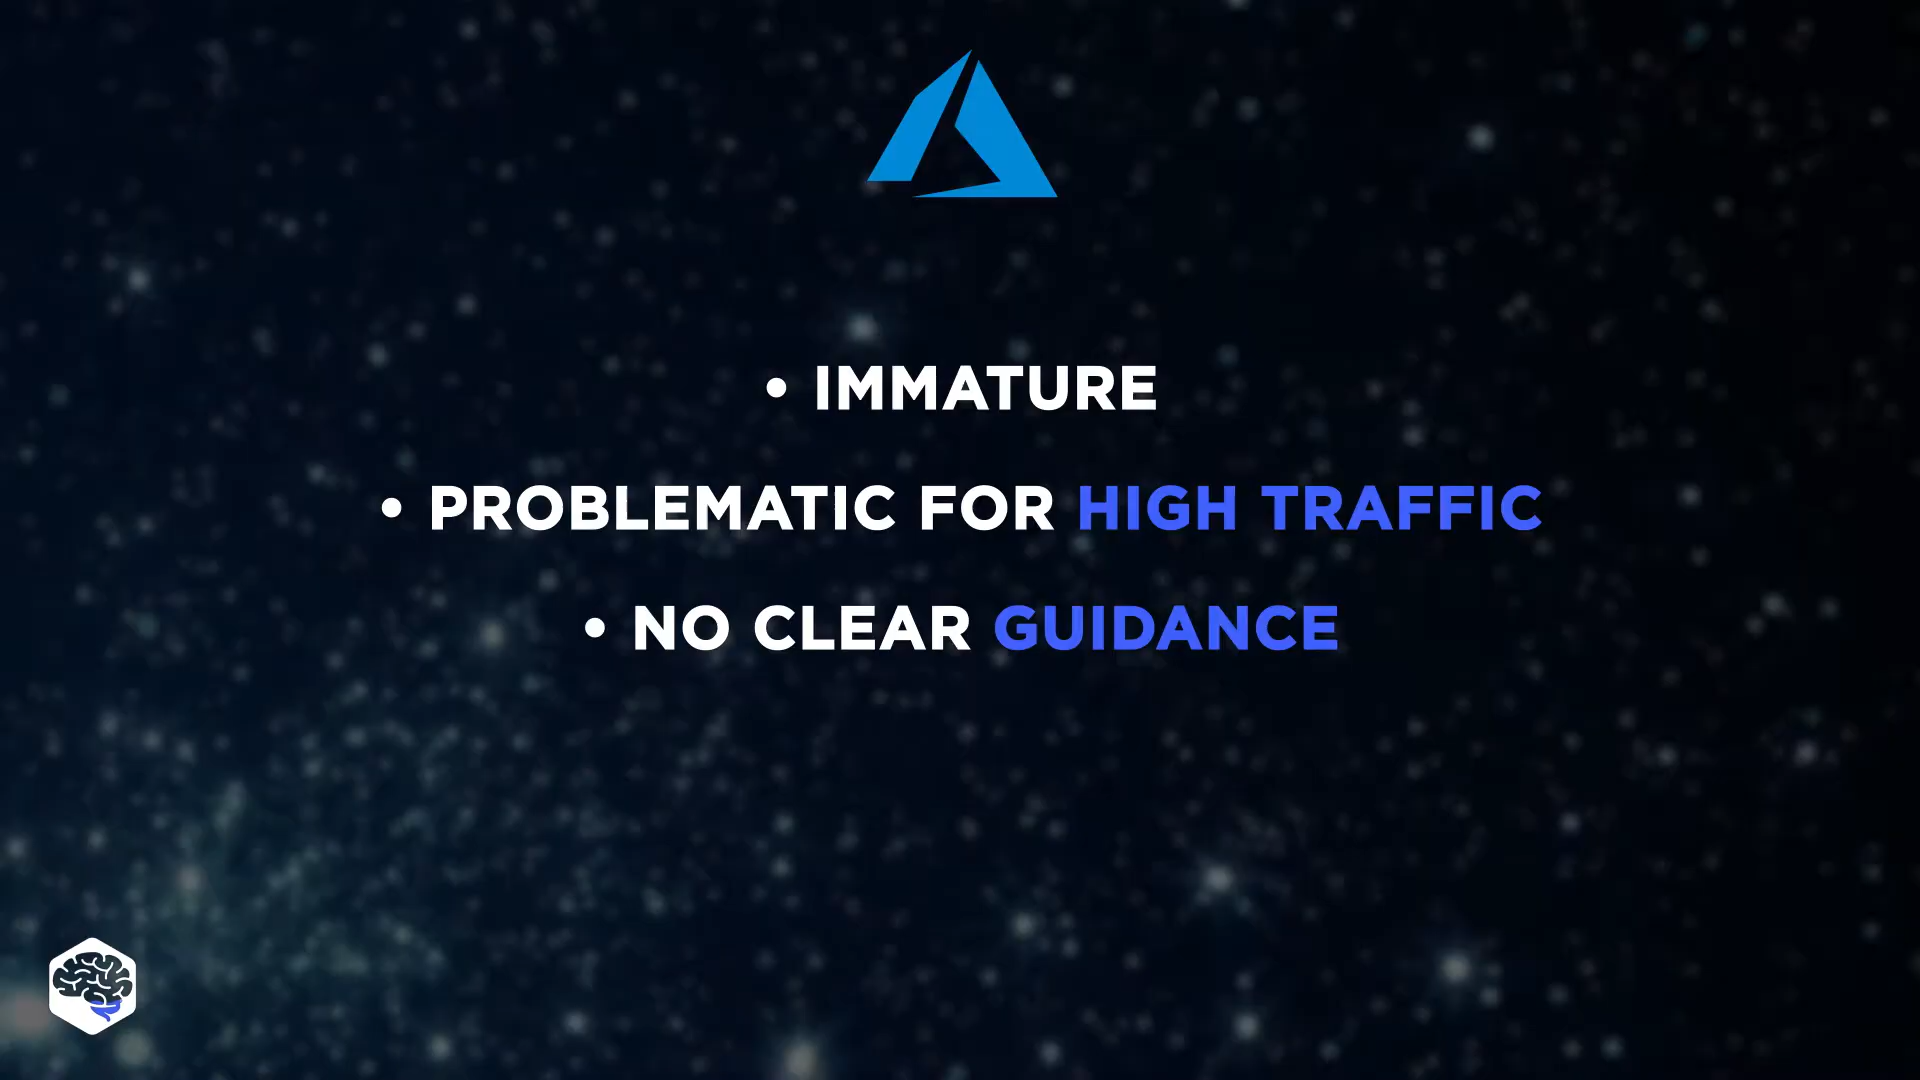 • IMMATURE
• PROBLEMATIC FOR HIGH TRAFFIC
• NO CLEAR GUIDANCE